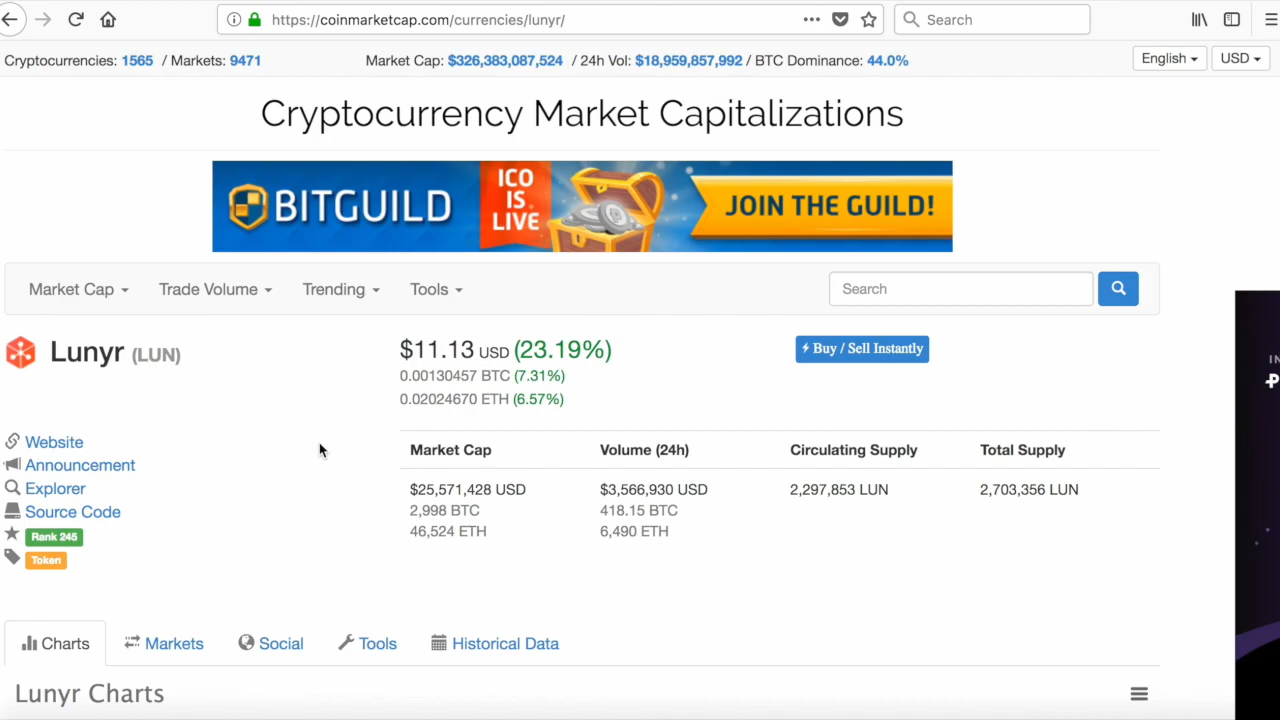 https://coinmarketcap.com/currencies/lunyr/
Search
Cryptocurrencies: 1565 / Markets: 9471
Market Cap: $326,383,087,524 / 24h Vol: $18,959,857,992 / BTC Dominance: 44.0%
English
USD
Cryptocurrency Market Capitalizations
BITGUILD
ICO
IS
LIVE
JOIN THE GUILD!
Market Cap
Trade Volume
Trending
Tools
Search
Lunyr (LUN)
$11.13 USD (23.19%)
0.00130457 BTC (7.31%)
0.02024670 ETH (6.57%)
Buy / Sell Instantly
Website
Announcement
Explorer
Source Code
Rank 245
Token
Market Cap Volume (24h) Circulating Supply Total Supply
$25,571,428 USD $3,566,930 USD 2,297,853 LUN 2,703,356 LUN
2,998 BTC 418.15 BTC
46,524 ETH 6,490 ETH
Charts
Markets
Social
Tools
Historical Data
Lunyr Charts